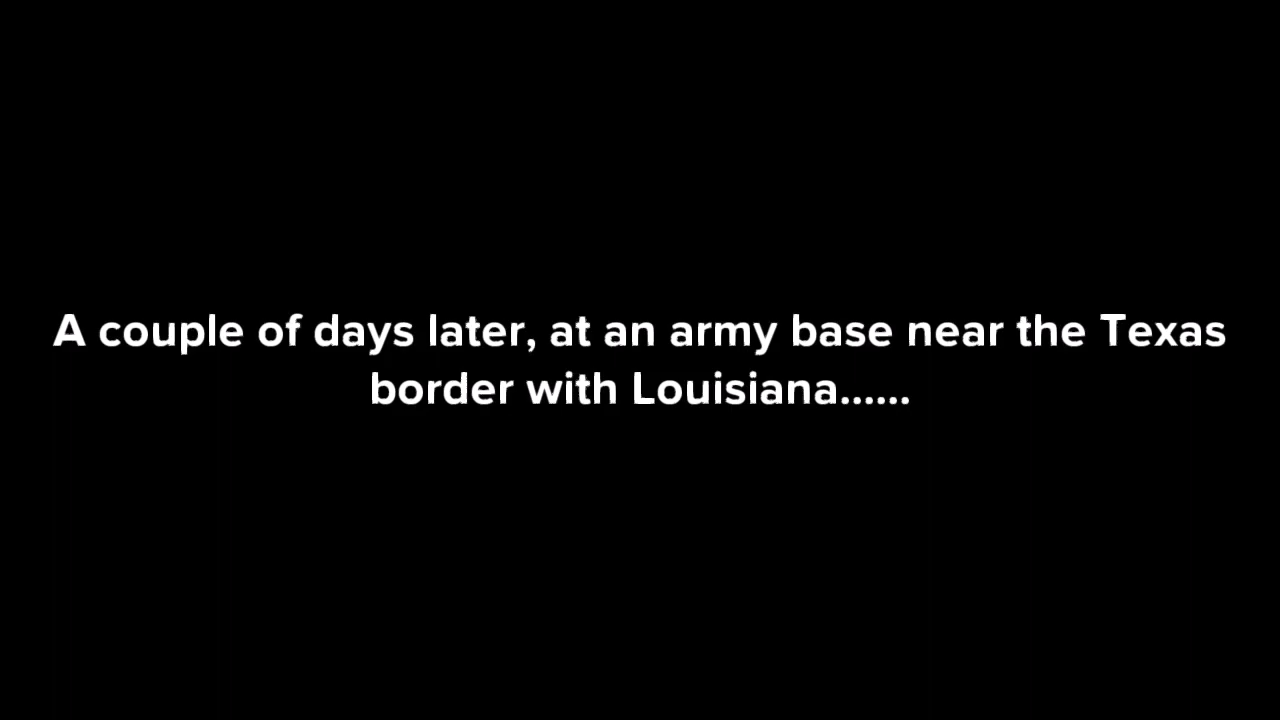 A couple of days later, at an army base near the Texas
border with Louisiana......